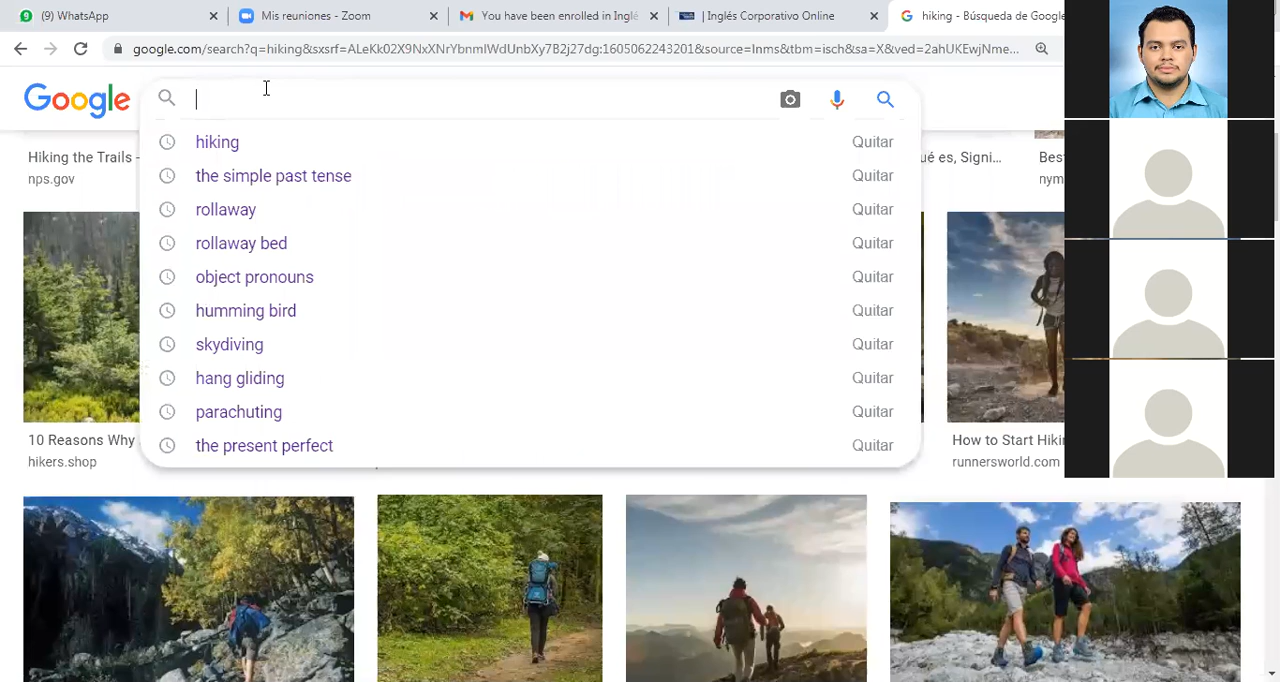 (9) WhatsApp
Mis reuniones - Zoom
You have been enrolled in Inglé
| Inglés Corporativo Online
hiking - Búsqueda de Google
google.com/search?q=hiking&sxsrf=ALeKk02X9NxXNrYbnmIWdUnbXy7B2j27dg:1605062243201&source=lnms&tbm=isch&sa=X&ved=2ahUKEwjNme...
Google
hiking Quitar
Hiking the Trails - ué es, Signi... Best
nps.gov nym
the simple past tense Quitar
rollaway Quitar
rollaway bed Quitar
object pronouns Quitar
humming bird Quitar
skydiving Quitar
hang gliding Quitar
parachuting Quitar
the present perfect Quitar
10 Reasons Why How to Start Hikin
hikers.shop runnersworld.com